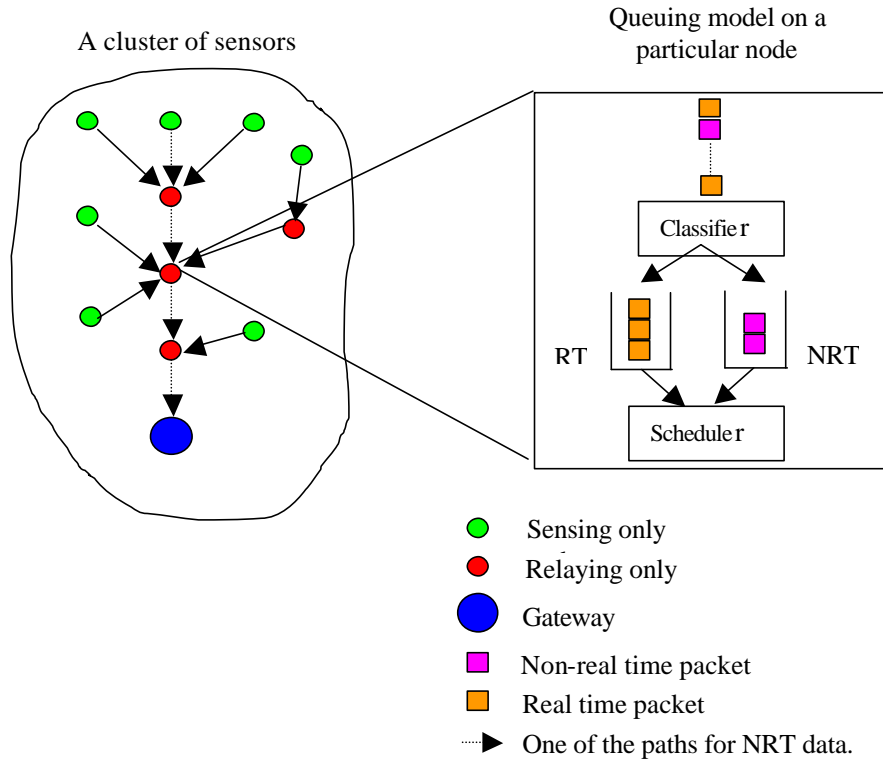 A cluster of sensors
Queuing model on a
particular node
Classifier
RT
NRT
Scheduler
Sensing only
Relaying only
Gateway
Non-real time packet
Real time packet
One of the paths for NRT data.